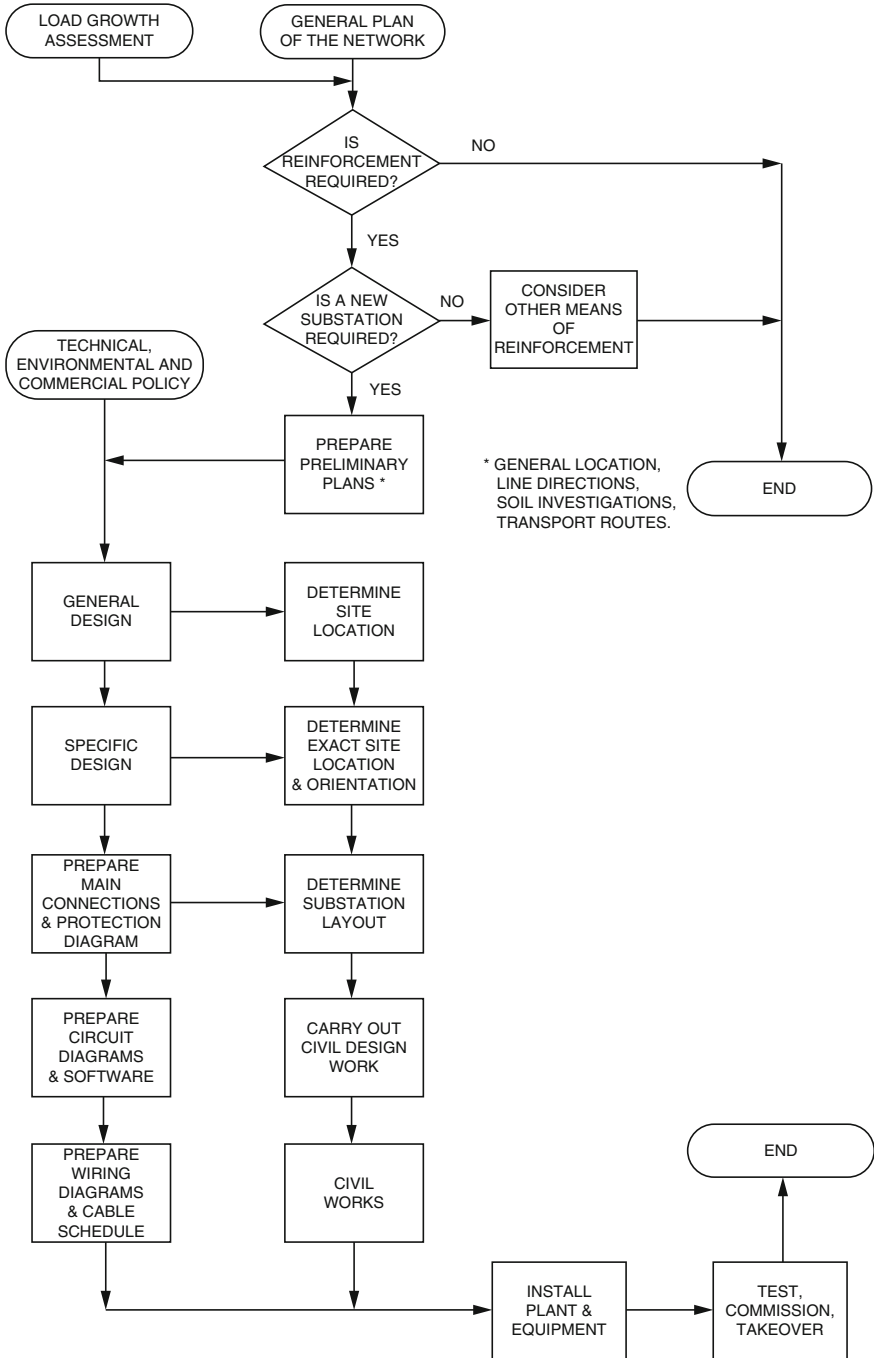 LOAD GROWTH
ASSESSMENT
GENERAL PLAN
OF THE NETWORK
IS
REINFORCEMENT
REQUIRED?
NO
YES
IS A NEW
SUBSTATION
REQUIRED?
NO
CONSIDER
OTHER MEANS
OF
REINFORCEMENT
YES
TECHNICAL,
ENVIRONMENTAL AND
COMMERCIAL POLICY
PREPARE
PRELIMINARY
PLANS *
* GENERAL LOCATION,
LINE DIRECTIONS,
SOIL INVESTIGATIONS,
TRANSPORT ROUTES.
END
GENERAL
DESIGN
DETERMINE
SITE
LOCATION
SPECIFIC
DESIGN
DETERMINE
EXACT SITE
LOCATION
& ORIENTATION
PREPARE
MAIN
CONNECTIONS
& PROTECTION
DIAGRAM
DETERMINE
SUBSTATION
LAYOUT
PREPARE
CIRCUIT
DIAGRAMS
& SOFTWARE
CARRY OUT
CIVIL DESIGN
WORK
PREPARE
WIRING
DIAGRAMS
& CABLE
SCHEDULE
CIVIL
WORKS
END
INSTALL
PLANT &
EQUIPMENT
TEST,
COMMISSION,
TAKEOVER